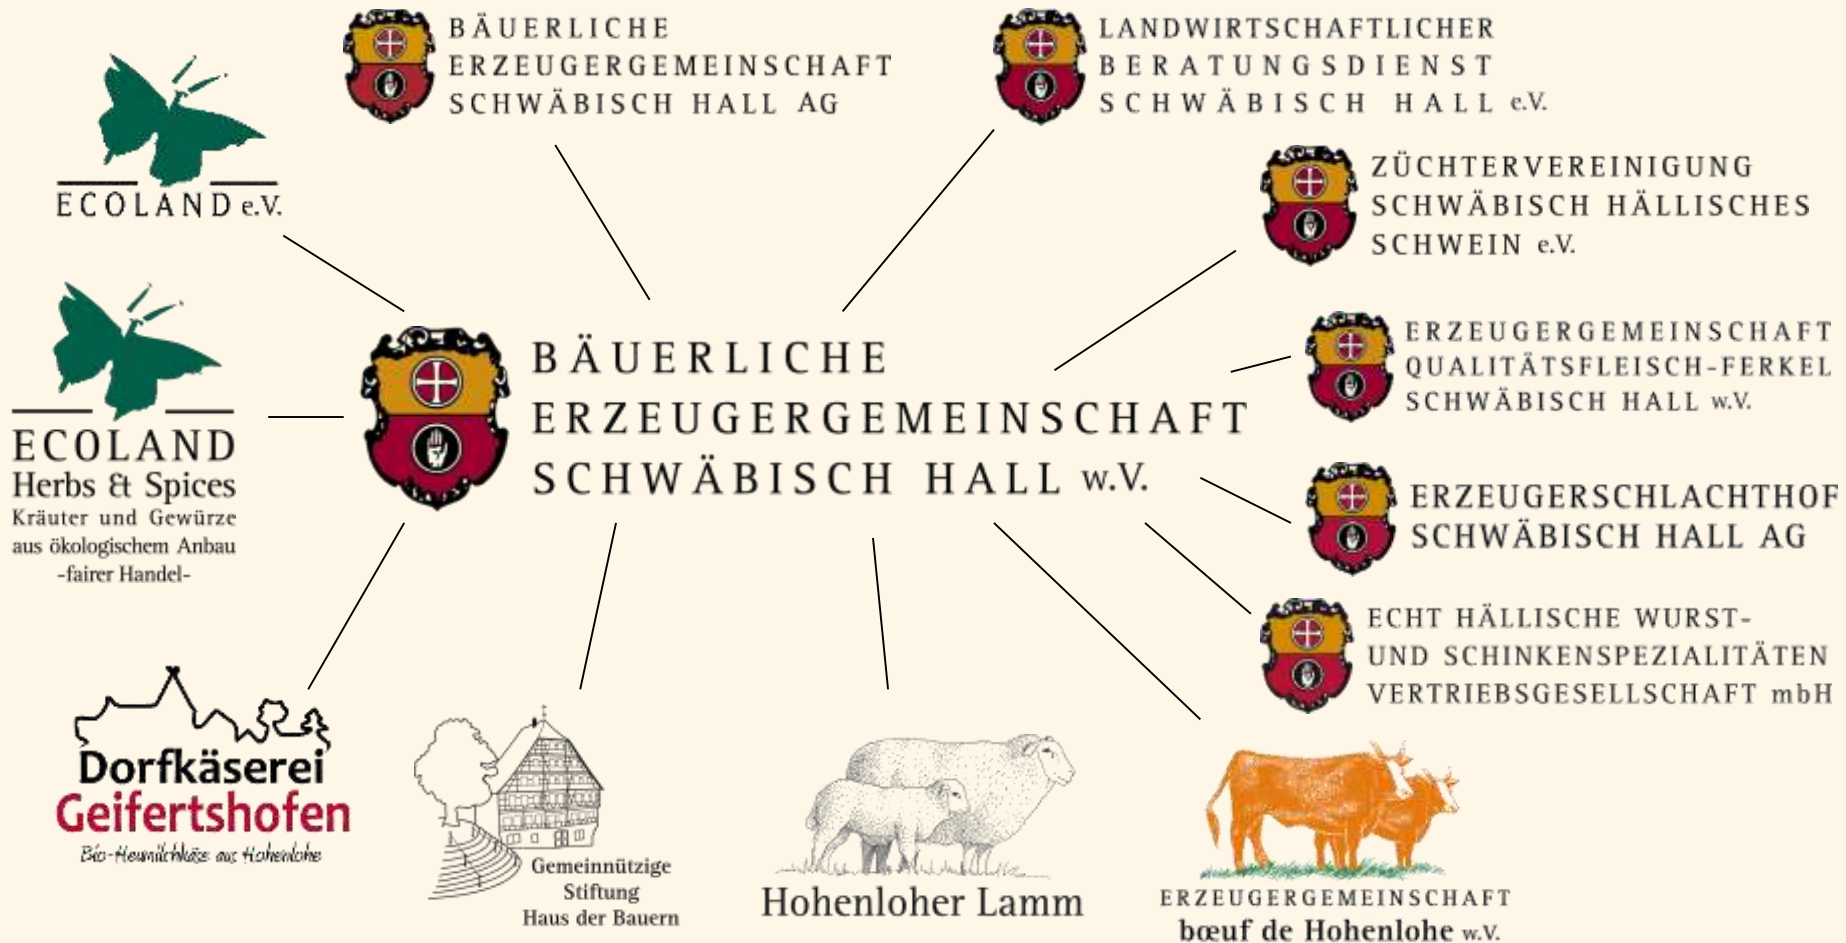 BÄUERLICHE
ERZEUGERGEMEINSCHAFT
SCHWÄBISCH HALL AG
LANDWIRTSCHAFTLICHER
BERATUNGSDIENST
SCHWÄBISCH HALL e.V.
ECOLAND e.V.
ZÜCHTERVEREINIGUNG
SCHWÄBISCH HÄLLISCHES
SCHWEIN e.V.
ERZEUGERGEMEINSCHAFT
QUALITÄTSFLEISCH-FERKEL
SCHWÄBISCH HALL w.V.
BÄUERLICHE
ERZEUGERGEMEINSCHAFT
SCHWÄBISCH HALL w.V.
ECOLAND
Herbs & Spices
Kräuter und Gewürze
aus ökologischem Anbau
-fairer Handel-
ERZEUGERSCHLACHTHOF
SCHWÄBISCH HALL AG
ECHT HÄLLISCHE WURST-
UND SCHINKENSPEZIALITÄTEN
VERTRIEBSGESELLSCHAFT mbH
Dorfkäserei
Geifertshofen
Bio-Heumilchkäse aus Hohenlohe
Gemeinnützige
Stiftung
Haus der Bauern
Hohenloher Lamm
ERZEUGERGEMEINSCHAFT
bœuf de Hohenlohe w.V.